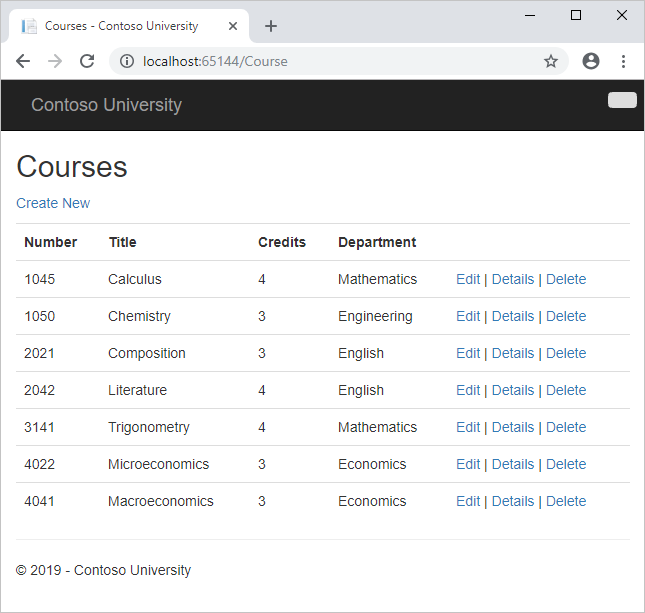 Courses - Contoso University
localhost:65144/Course
Contoso University
Courses
Create New
Number Title Credits Department
1045 Calculus 4 Mathematics Edit | Details | Delete
1050 Chemistry 3 Engineering Edit | Details | Delete
2021 Composition 3 English Edit | Details | Delete
2042 Literature 4 English Edit | Details | Delete
3141 Trigonometry 4 Mathematics Edit | Details | Delete
4022 Microeconomics 3 Economics Edit | Details | Delete
4041 Macroeconomics 3 Economics Edit | Details | Delete
© 2019 - Contoso University